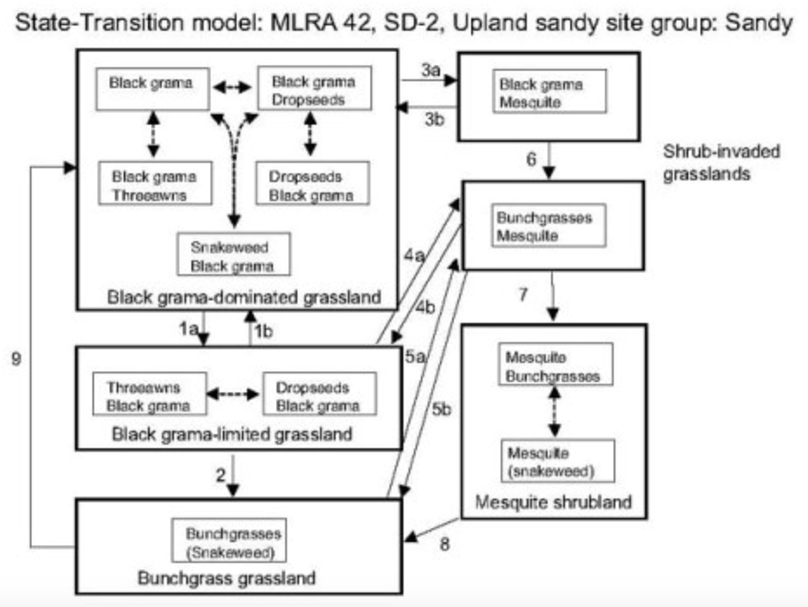 State-Transition model: MLRA 42, SD-2, Upland sandy site group: Sandy
Black grama
Black grama
Dropseeds
Black grama
Threeawns
Dropseeds
Black grama
Snakeweed
Black grama
Black grama-dominated grassland
3a
3b
Black grama
Mesquite
6
Shrub-invaded
grasslands
Bunchgrasses
Mesquite
4a
4b
7
1a
1b
9
5a
5b
Threeawns
Black grama
Dropseeds
Black grama
Black grama-limited grassland
Mesquite
Bunchgrasses
Mesquite
(snakeweed)
Mesquite shrubland
2
8
Bunchgrasses
(Snakeweed)
Bunchgrass grassland